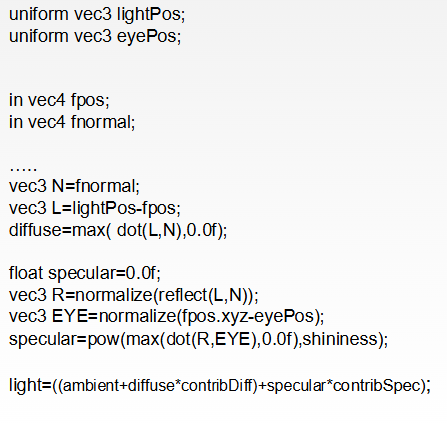 uniform vec3 lightPos;
uniform vec3 eyePos;
in vec4 fpos;
in vec4 fnormal;
.....
vec3 N=fnormal;
vec3 L=lightPos-fpos;
diffuse=max( dot(L,N),0.0f);
float specular=0.0f;
vec3 R=normalize(reflect(L,N));
vec3 EYE=normalize(fpos.xyz-eyePos);
specular=pow(max(dot(R,EYE),0.0f),shininess);
light=((ambient+diffuse*contribDiff)+specular*contribSpec);